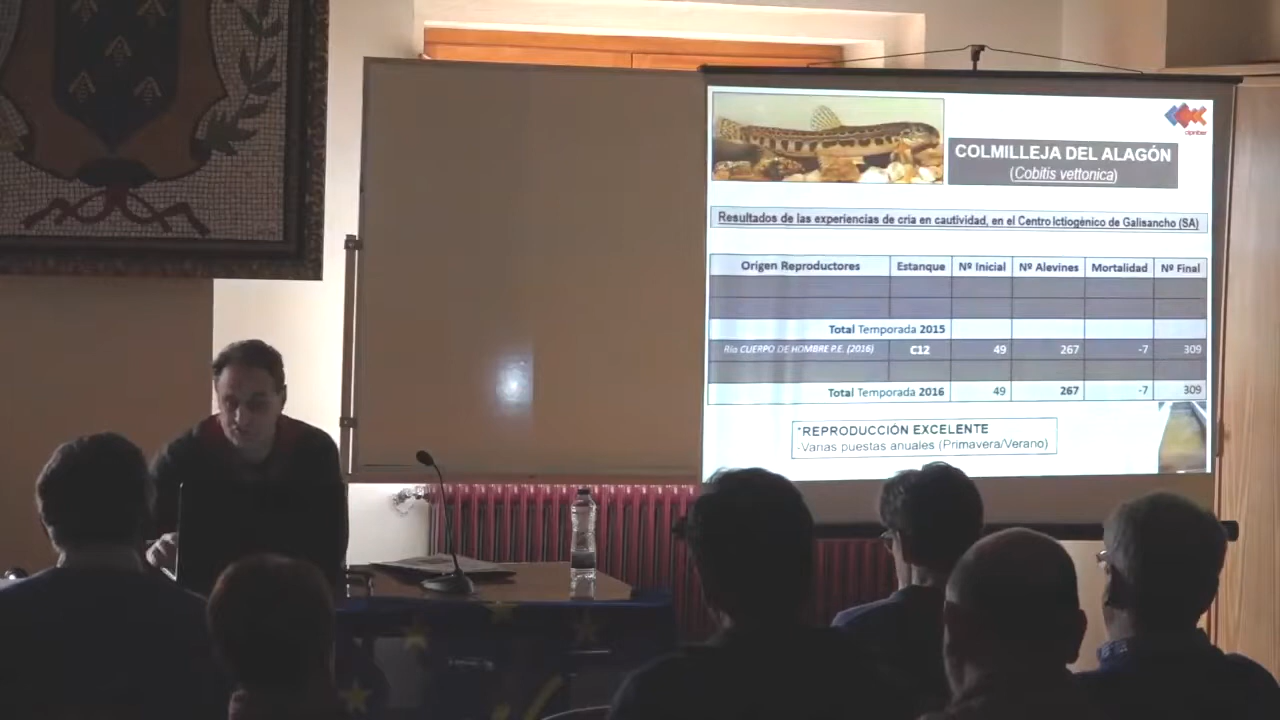 cipriber
COLMILLEJA DEL ALAGÓN
(Cobitis vettonica)
Resultados de las experiencias de cria en cautividad, en el Centro Ictiogénico de Galisancho (SA)
Origen Reproductores Estanque Nº Inicial Nº Alevines Mortalidad Nº Final
Total Temporada 2015
Río CUERPO DE HOMBRE P.E. (2016) C12 49 267 -7 309
Total Temporada 2016 49 267 -7 309
*REPRODUCCIÓN EXCELENTE
-Varias puestas anuales (Primavera/Verano)